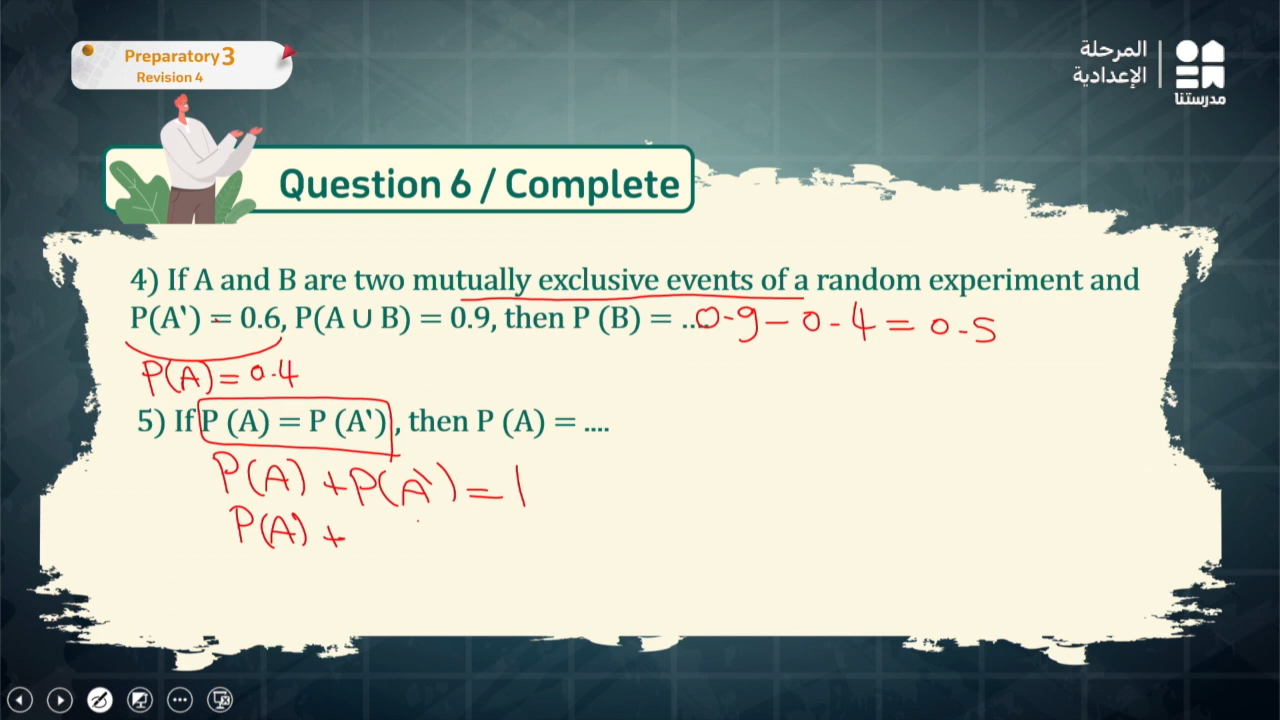 Preparatory 3
Revision 4
المرحلة
الإعدادية
مدرستنا
Question 6 / Complete
4) If A and B are two mutually exclusive events of a random experiment and
P(A') = 0.6, P(A ∪ B) = 0.9, then P (B) = ... 0.9 - 0.4 = 0.5
P(A) = 0.4
5) If P (A) = P (A') , then P (A) = ....
P(A) + P(A') = 1
P(A) +